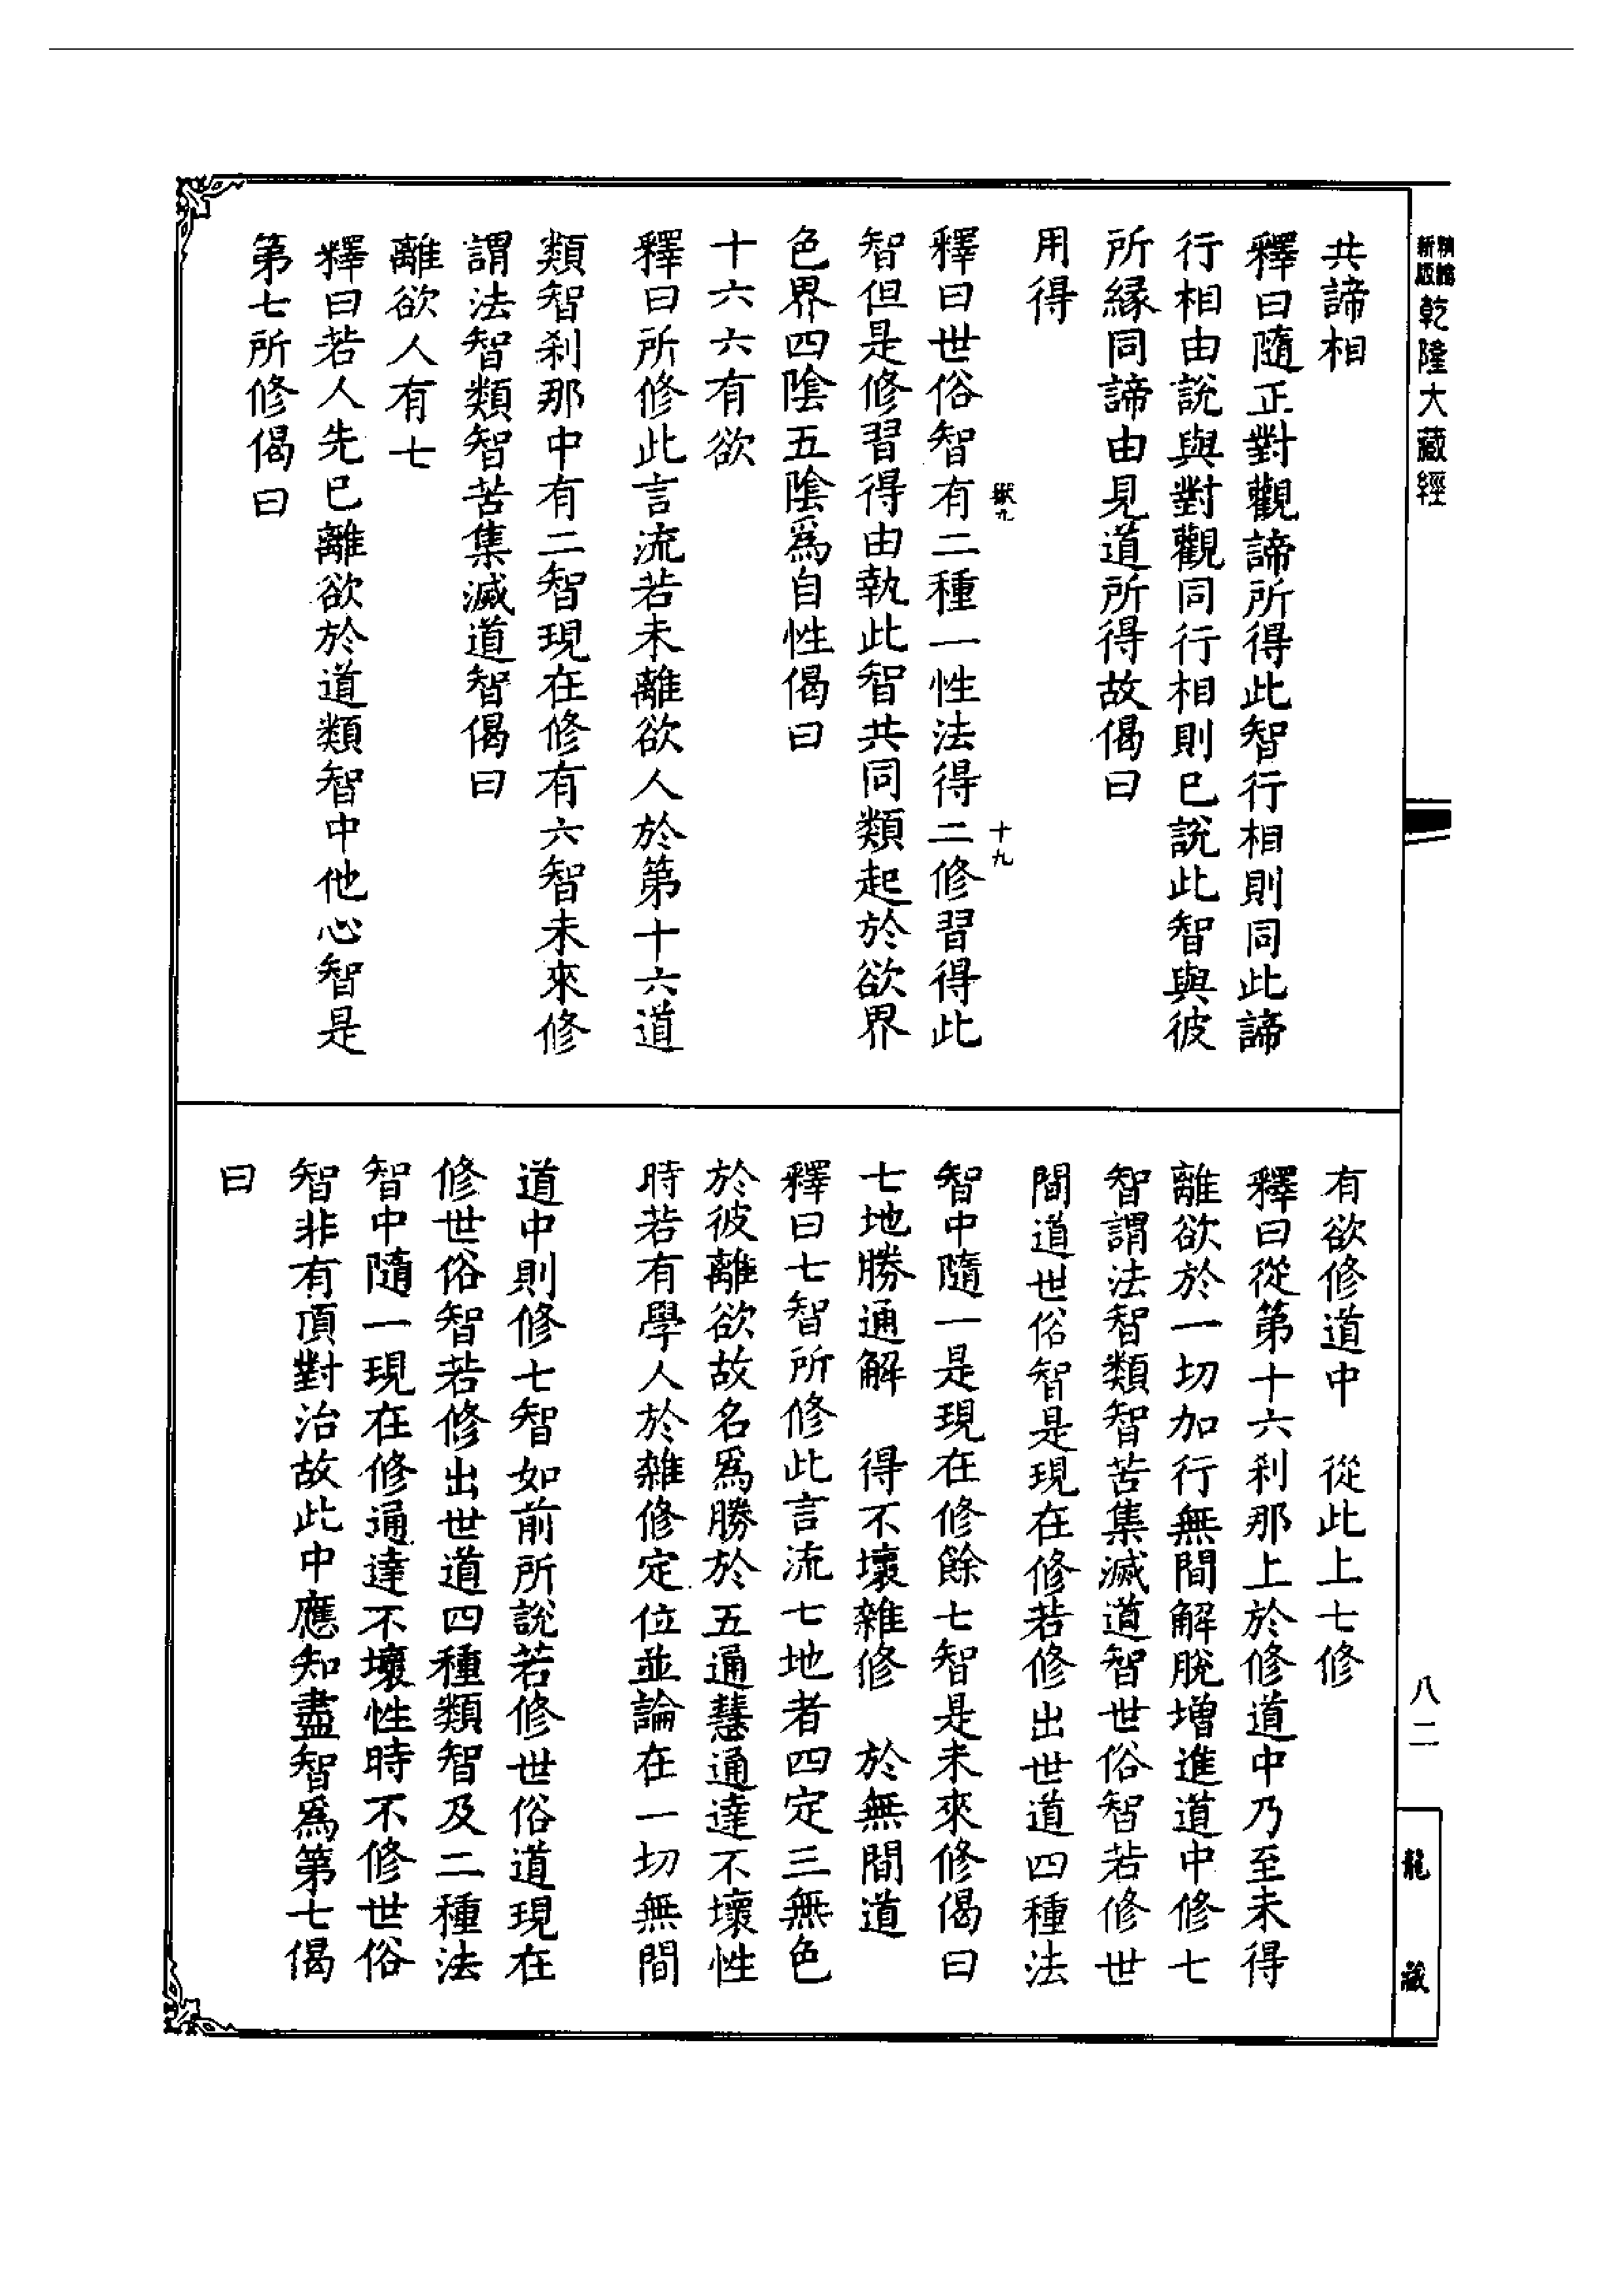 精編新版
乾隆大藏經
共諦相
釋曰隨正對觀諦所得此智行相則同此諦
行相由說與對觀同行相則已說此智與彼
所緣同諦由見道所得故偈曰
用得
獸九
十九
釋曰世俗智有二種一性法得二修習得此
智但是修習得由執此智共同類起於欲界
色界四陰五陰爲自性偈曰
十六六有欲
釋曰所修此言流若未離欲人於第十六道
類智剎那中有二智現在修有六智未來修
謂法智類智苦集滅道智偈曰
離欲人有七
釋曰若人先已離欲於道類智中他心智是
第七所修偈曰
有欲修道中　從此上七修
釋曰從第十六剎那上於修道中乃至未得
離欲於一切加行無間解脫增進道中修七
智謂法智類智苦集滅道智世俗智若修世
間道世俗智是現在修若修出世道四種法
智中隨一是現在修餘七智是未來修偈曰
七地勝通解　得不壞雜修　於無間道
釋曰七智所修此言流七地者四定三無色
於彼離欲故名爲勝於五通慧通達不壞性
時若有學人於雜修定位並論在一切無間
道中則修七智如前所說若修世俗道現在
修世俗智若修出世道四種類智及二種法
智中隨一現在修通達不壞性時不修世俗
智非有頂對治故此中應知盡智爲第七偈
曰
八二
龍藏